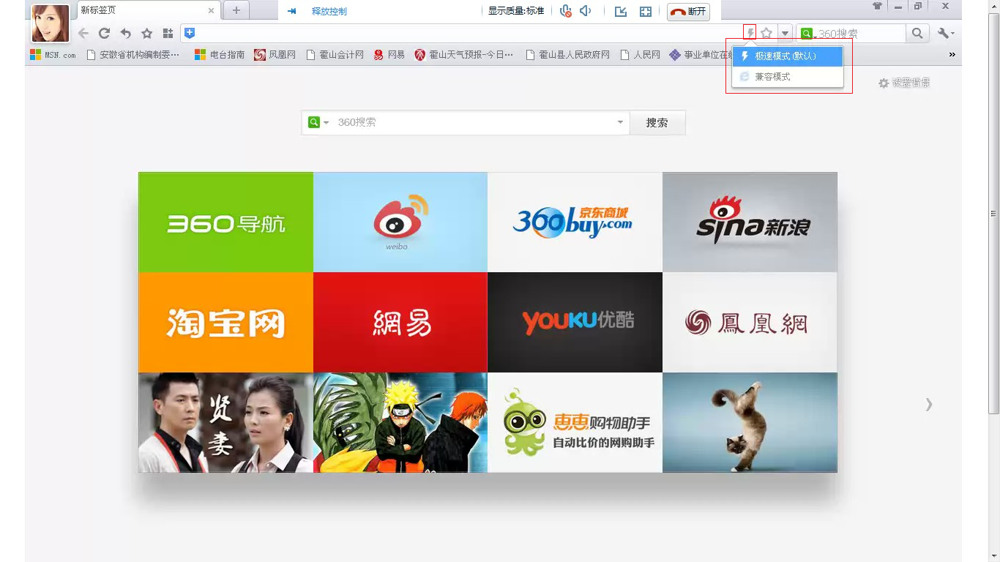 新标签页
释放控制
显示质量:标准
断开
360搜索
MSN.com
安徽省机构编制委…
电台指南
凤凰网
霍山会计网
网易
霍山天气预报-今日…
霍山县人民政府网
人民网
事业单位在线
»
极速模式(默认)
兼容模式
设置背景
360搜索
搜索
360导航
weibo
360buy.com
京东商城
sina新浪
淘宝网
網易
YOUKU优酷
鳳凰網
贤妻
惠惠购物助手
自动比价的网购助手